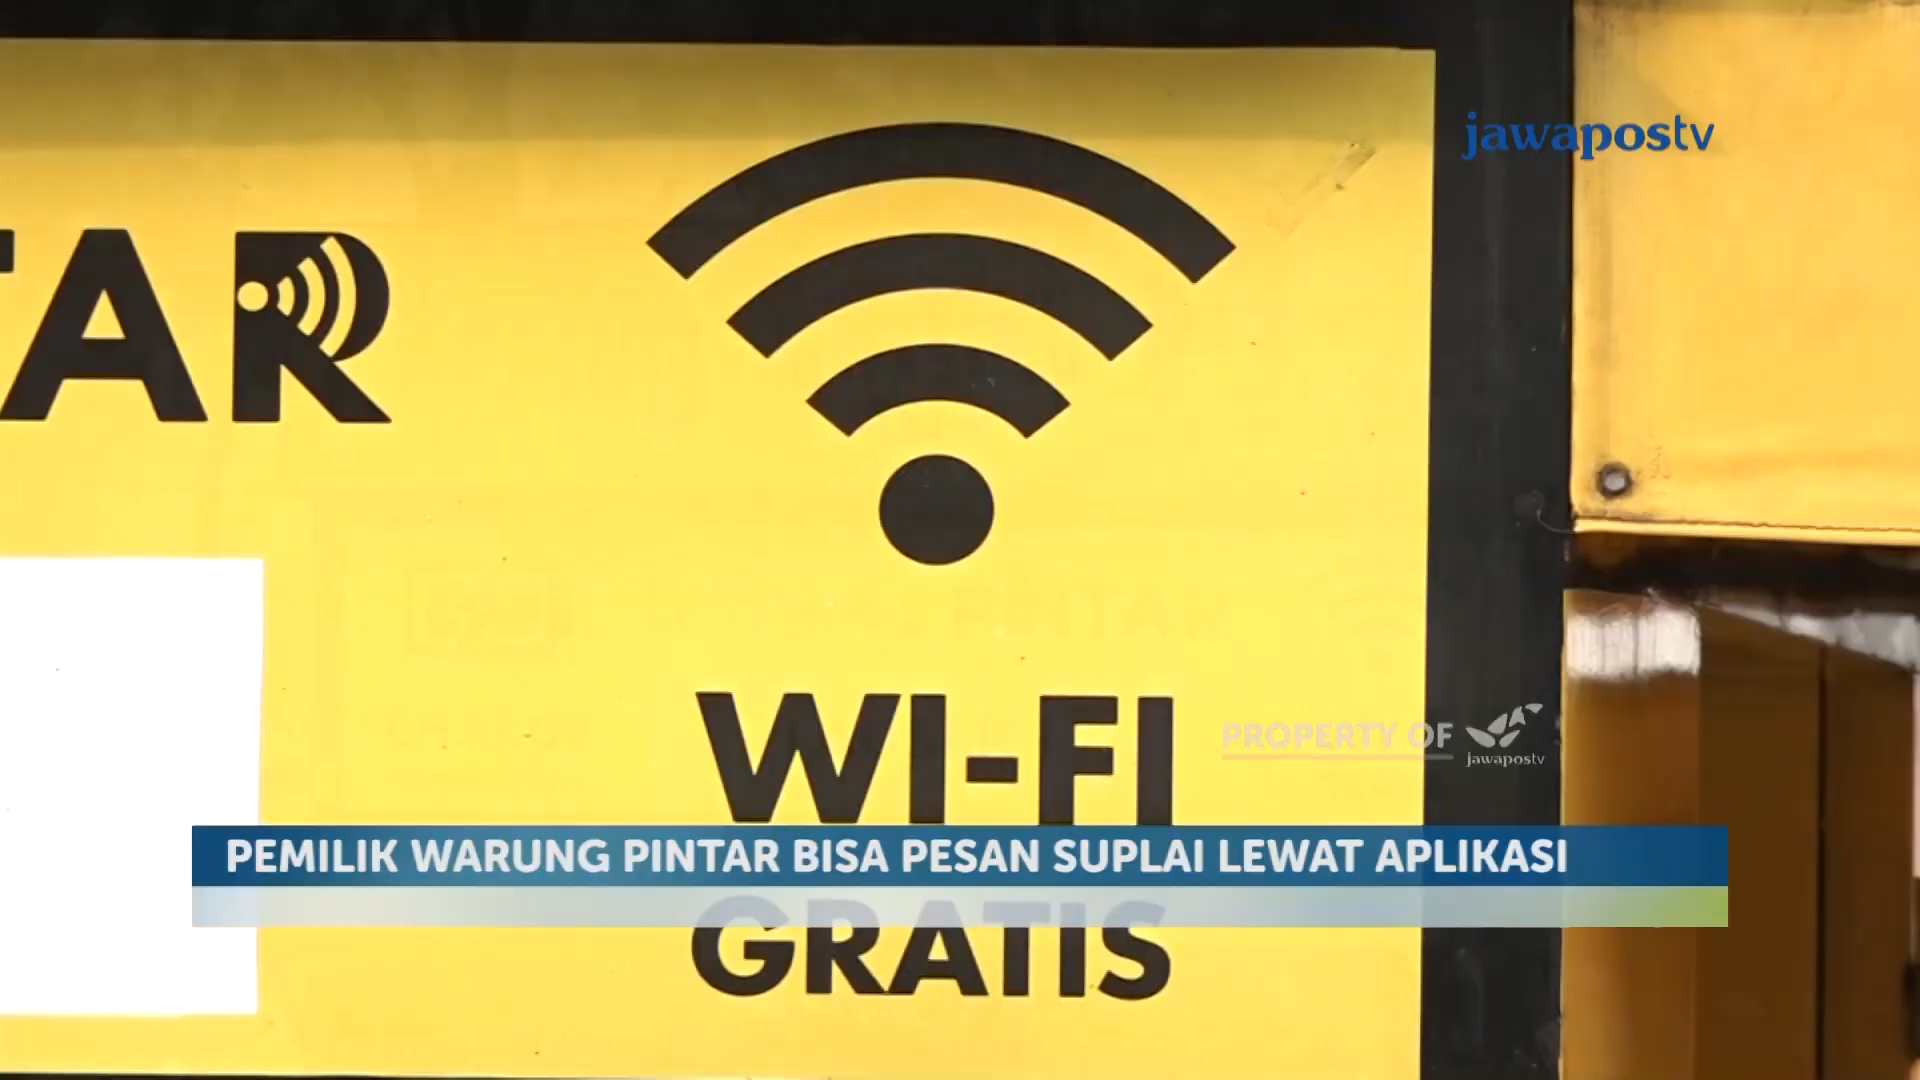 jawapostv
TAR
WI-FI
PROPERTY OF
jawapostv
PEMILIK WARUNG PINTAR BISA PESAN SUPLAI LEWAT APLIKASI
GRATIS